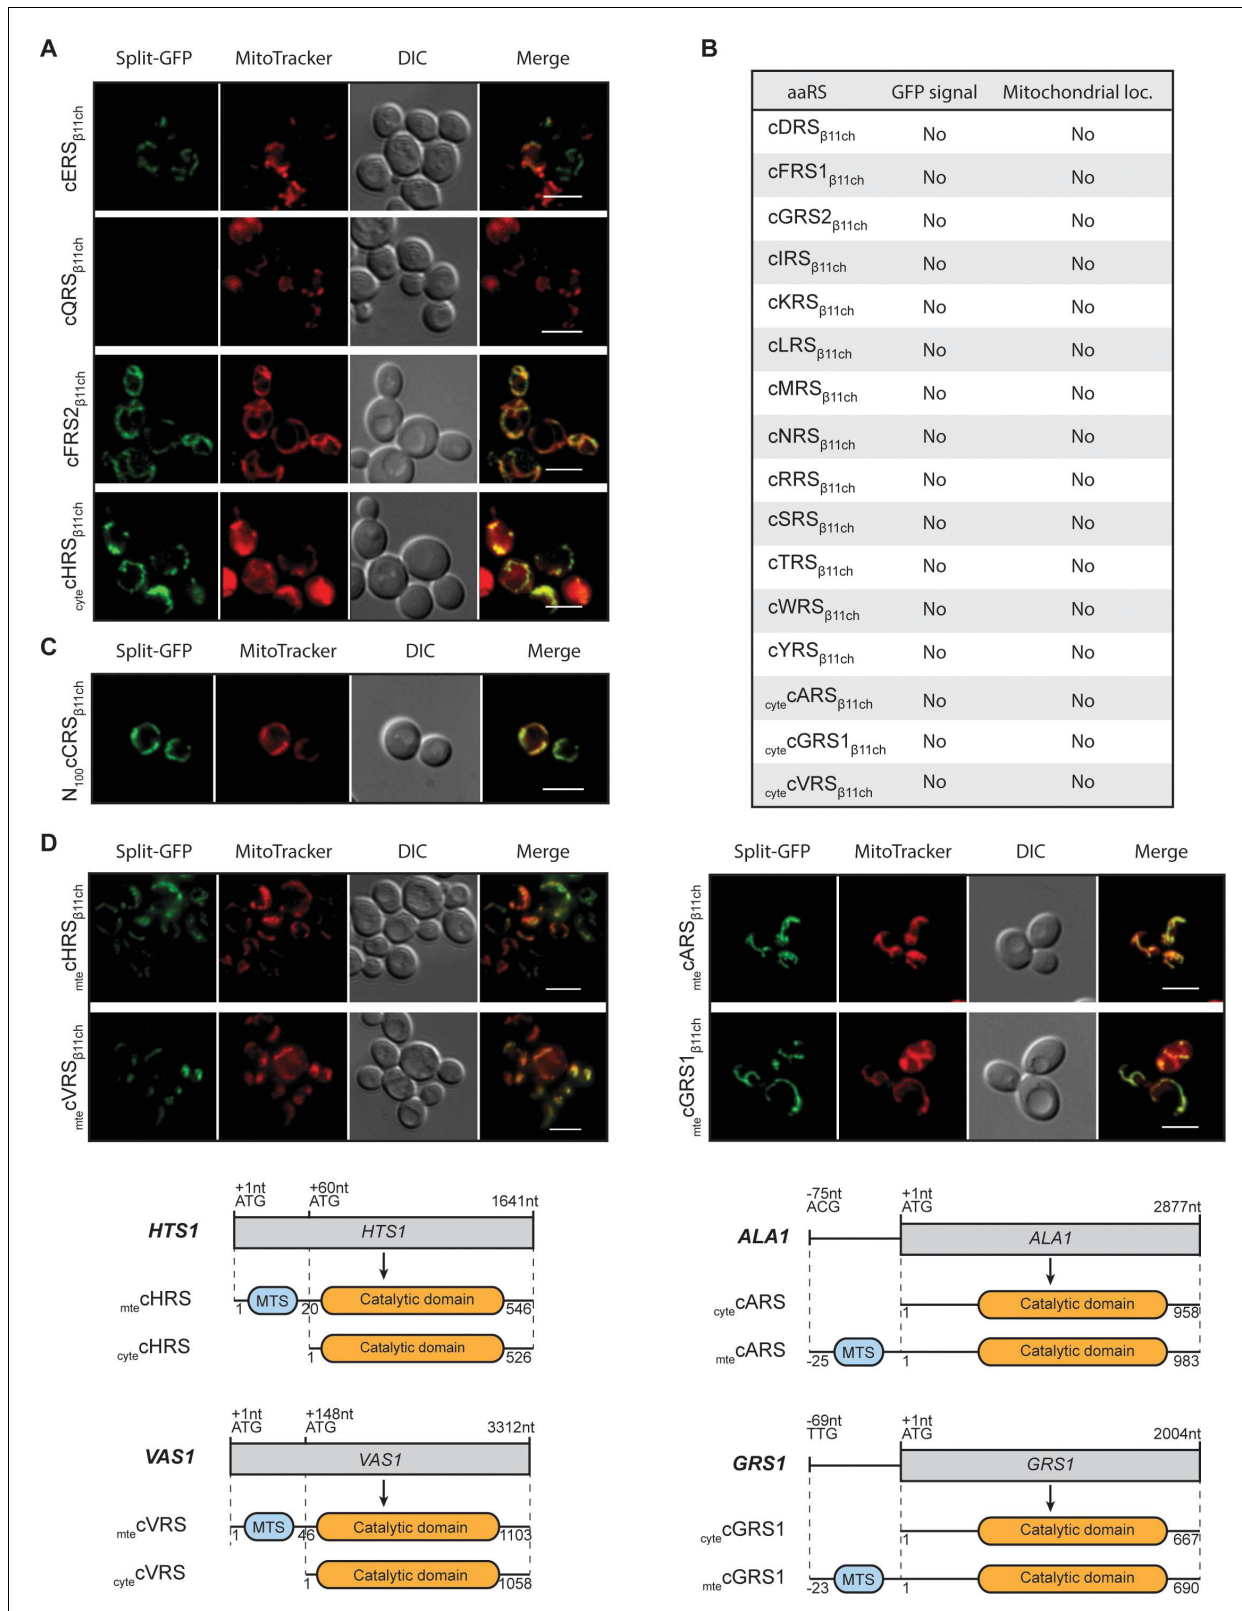 A
Split-GFP MitoTracker DIC Merge
cERSβ11ch
cQRSβ11ch
cFRS2β11ch
cytecHRSβ11ch
B
aaRS GFP signal Mitochondrial loc.
cDRSβ11ch No No
cFRS1β11ch No No
cGRS2β11ch No No
cIRSβ11ch No No
cKRSβ11ch No No
cLRSβ11ch No No
cMRSβ11ch No No
cNRSβ11ch No No
cRRSβ11ch No No
cSRSβ11ch No No
cTRSβ11ch No No
cWRSβ11ch No No
cYRSβ11ch No No
cytecARSβ11ch No No
cytecGRS1β11ch No No
cytecVRSβ11ch No No
C
Split-GFP MitoTracker DIC Merge
N100cCRSβ11ch
D
Split-GFP MitoTracker DIC Merge
mtecHRSβ11ch
mtecVRSβ11ch
Split-GFP MitoTracker DIC Merge
mtecARSβ11ch
mtecGRS1β11ch
+1nt +60nt
ATG ATG 1641nt
HTS1 HTS1
mtecHRS 1 MTS 20 Catalytic domain 546
cytecHRS 1 Catalytic domain 526
-75nt +1nt
ACG ATG 2877nt
ALA1 ALA1
cytecARS 1 Catalytic domain 958
mtecARS -25 MTS 1 Catalytic domain 983
+1nt +148nt
ATG ATG 3312nt
VAS1 VAS1
mtecVRS 1 MTS 46 Catalytic domain 1103
cytecVRS 1 Catalytic domain 1058
-69nt +1nt
TTG ATG 2004nt
GRS1 GRS1
cytecGRS1 1 Catalytic domain 667
mtecGRS1 -23 MTS 1 Catalytic domain 690